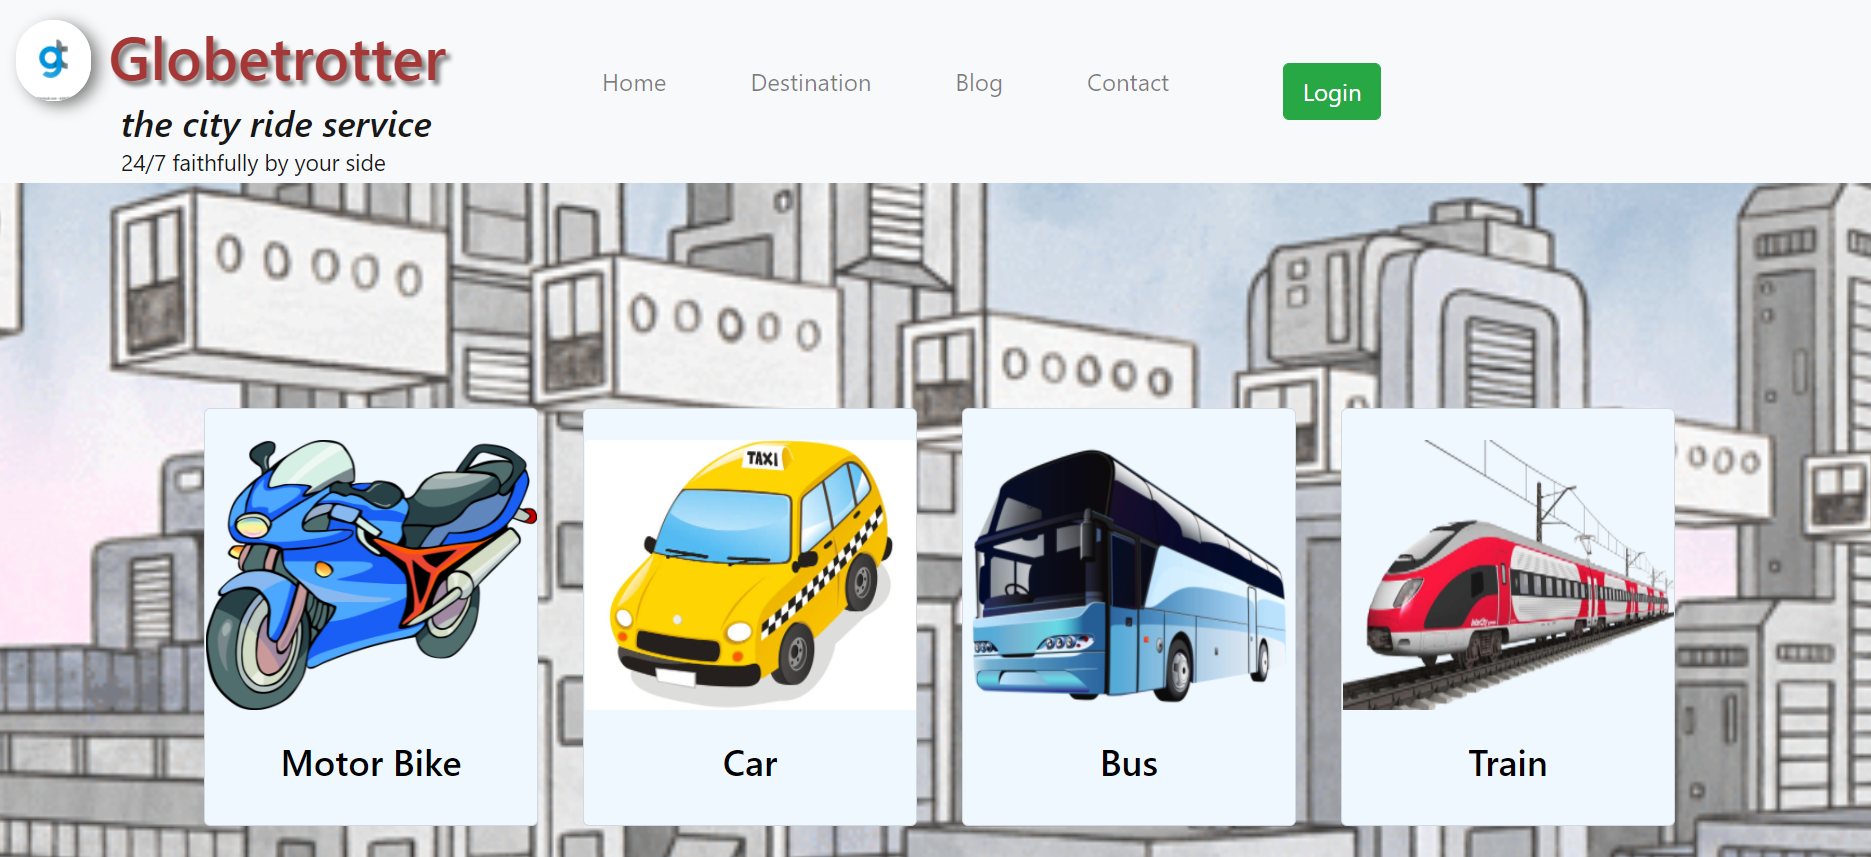 gt
Globetrotter
the city ride service
24/7 faithfully by your side
Home
Destination
Blog
Contact
Login
TAXI
Motor Bike
Car
Bus
Train